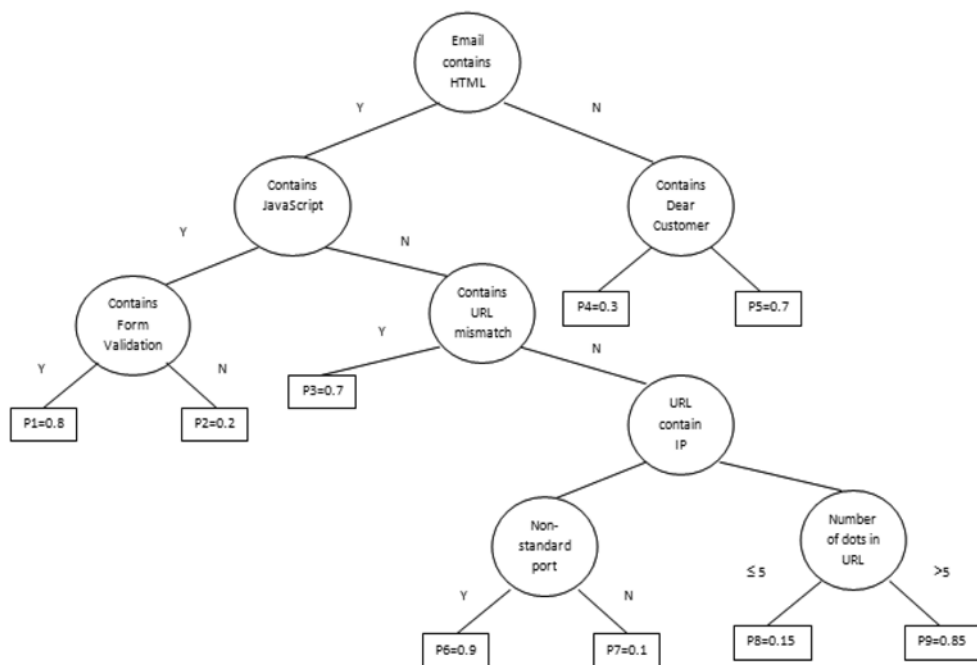 Email
contains
HTML
Y
N
Contains
JavaScript
Contains
Dear
Customer
Y
N
P4=0.3
P5=0.7
Contains
Form
Validation
Contains
URL
mismatch
Y
N
Y
N
P3=0.7
P1=0.8
P2=0.2
URL
contain
IP
Non-
standard
port
Number
of dots in
URL
≤ 5
>5
Y
N
P6=0.9
P7=0.1
P8=0.15
P9=0.85